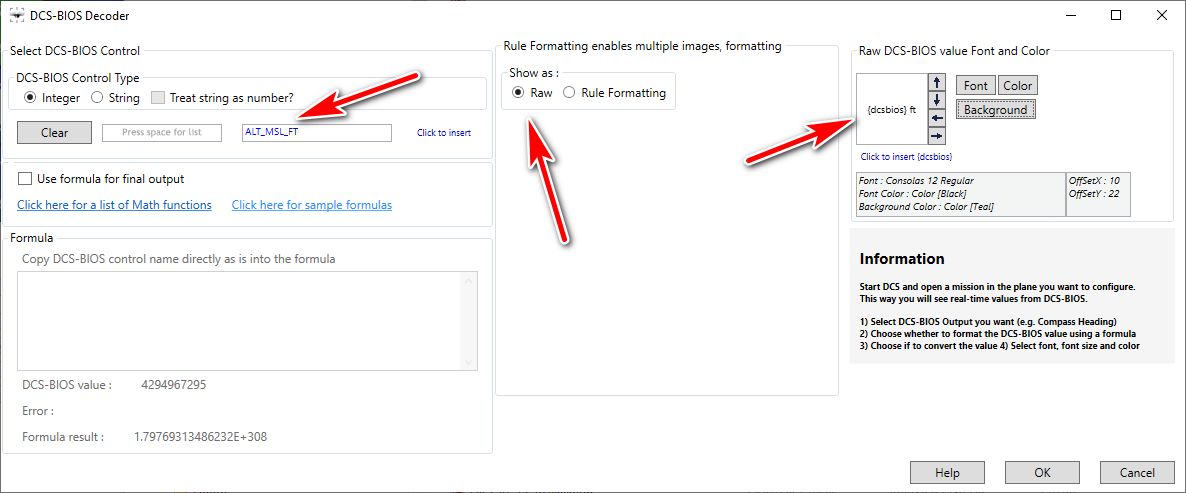 DCS-BIOS Decoder
Select DCS-BIOS Control
DCS-BIOS Control Type
Integer String Treat string as number?
Clear Press space for list ALT_MSL_FT Click to insert
Use formula for final output
Click here for a list of Math functions Click here for sample formulas
Formula
Copy DCS-BIOS control name directly as is into the formula
DCS-BIOS value : 4294967295
Error :
Formula result : 1.79769313486232E+308
Rule Formatting enables multiple images, formatting
Show as :
Raw Rule Formatting
Raw DCS-BIOS value Font and Color
{dcsbios} ft
Font Color
Background
Click to insert {dcsbios}
Font : Consolas 12 Regular
Font Color : Color [Black]
Background Color : Color [Teal]
OffSetX : 10
OffSetY : 22
Information
Start DCS and open a mission in the plane you want to configure.
This way you will see real-time values from DCS-BIOS.
1) Select DCS-BIOS Output you want (e.g. Compass Heading)
2) Choose whether to format the DCS-BIOS value using a formula
3) Choose if to convert the value 4) Select font, font size and color
Help OK Cancel